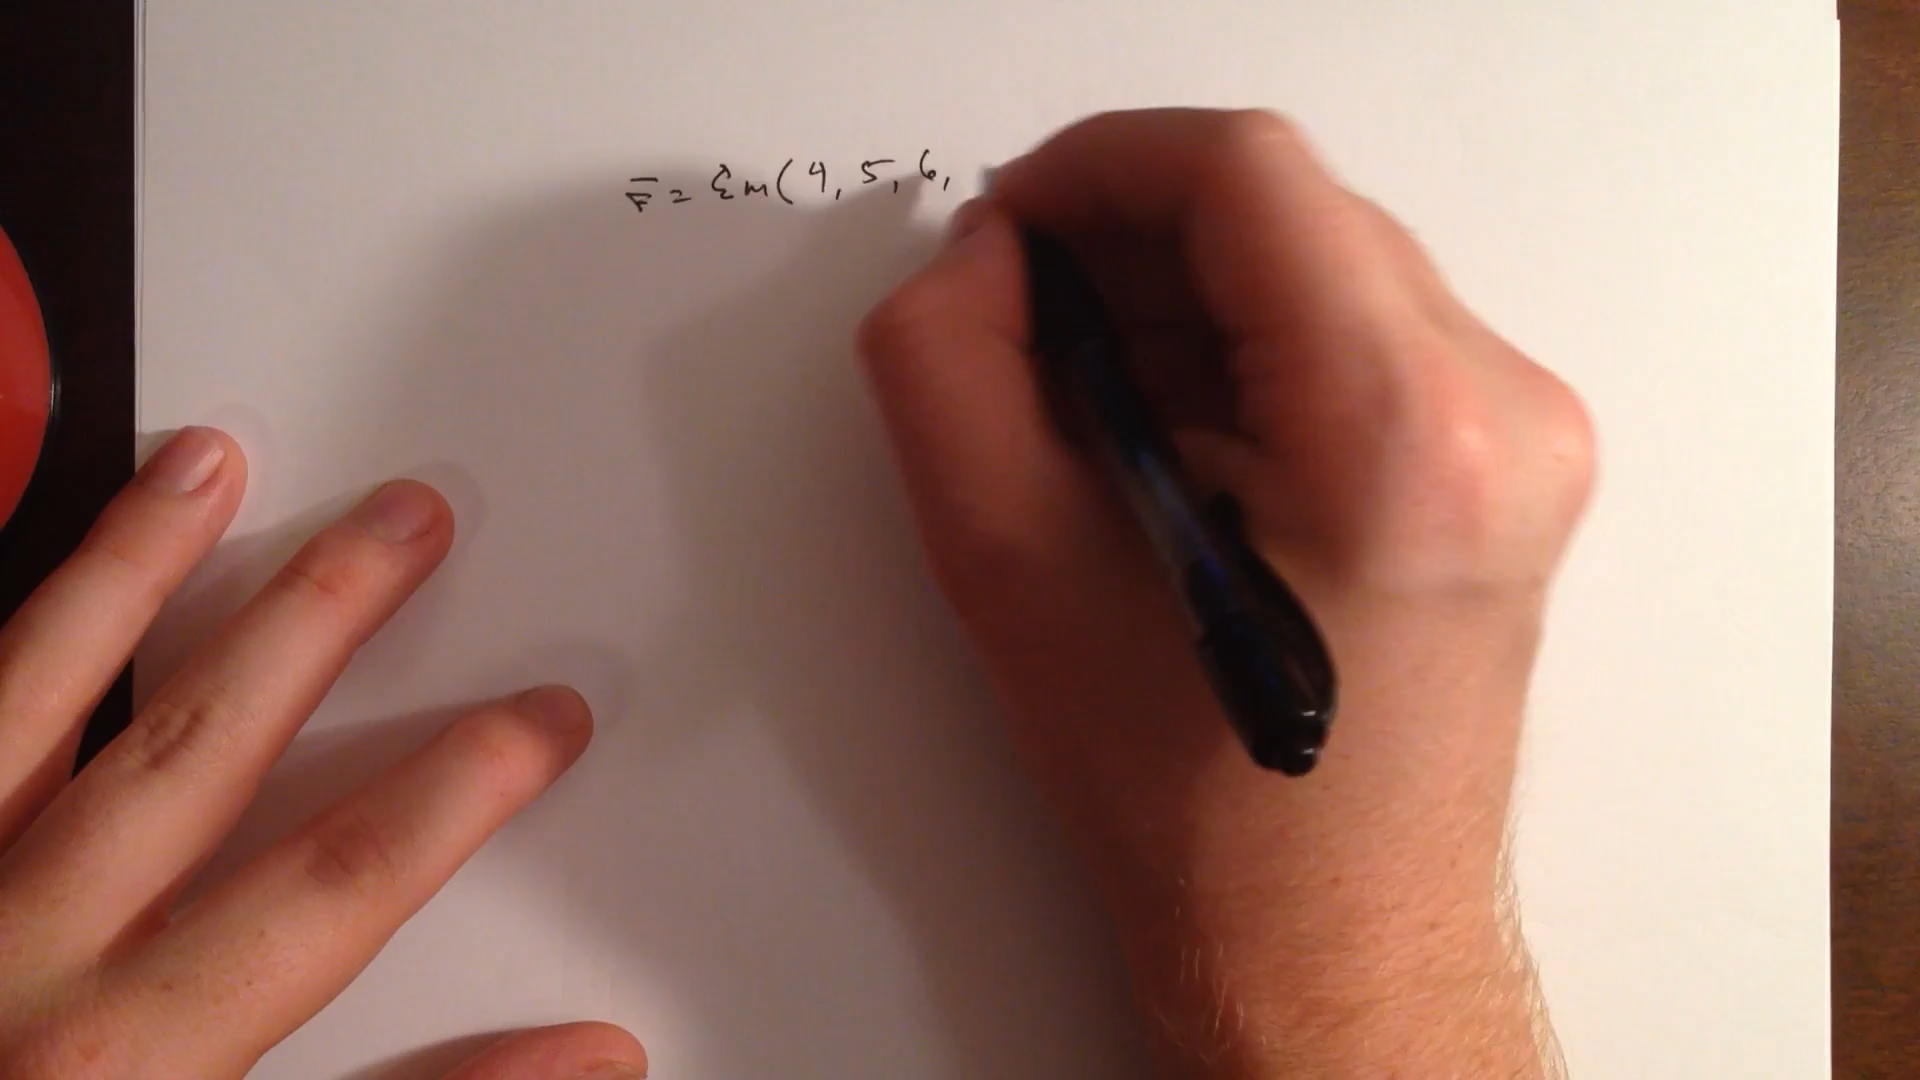 F̅ = Σm(4, 5, 6,